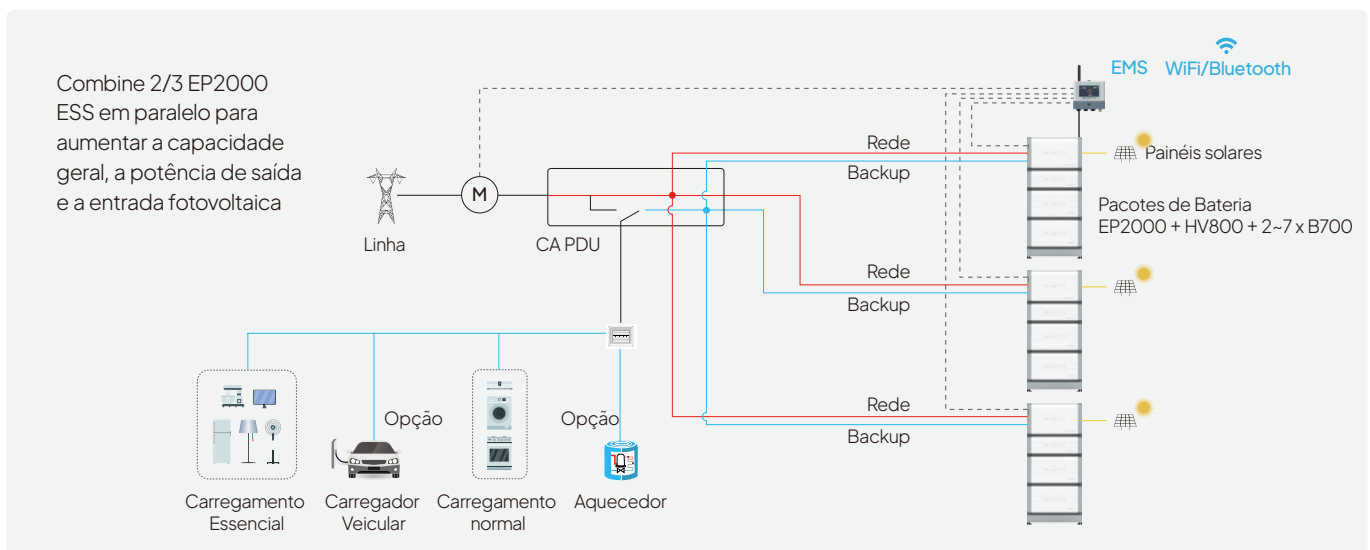 Combine 2/3 EP2000
ESS em paralelo para
aumentar a capacidade
geral, a potência de saída
e a entrada fotovoltaica
EMS WiFi/Bluetooth
Rede
Backup
Painéis solares
Pacotes de Bateria
EP2000 + HV800 + 2~7 x B700
M
Linha
CA PDU
Rede
Backup
Rede
Backup
Opção
Opção
Carregamento
Essencial
Carregador
Veicular
Carregamento
normal
Aquecedor